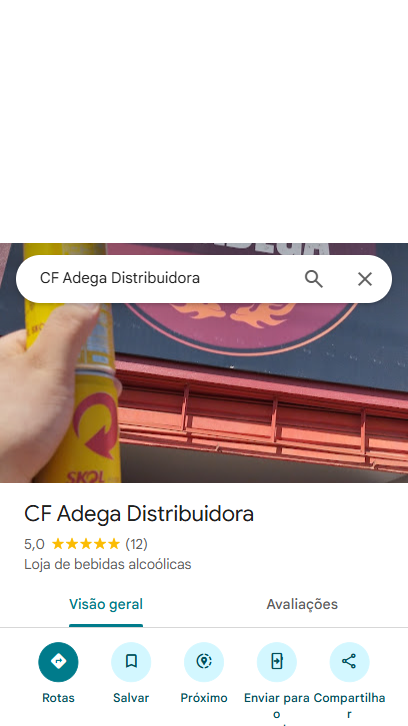 ADEGA
CF Adega Distribuidora
SKOL
CF Adega Distribuidora
5,0 (12)
Loja de bebidas alcoólicas
Visão geral Avaliações
Rotas Salvar Próximo Enviar para o Compartilhar